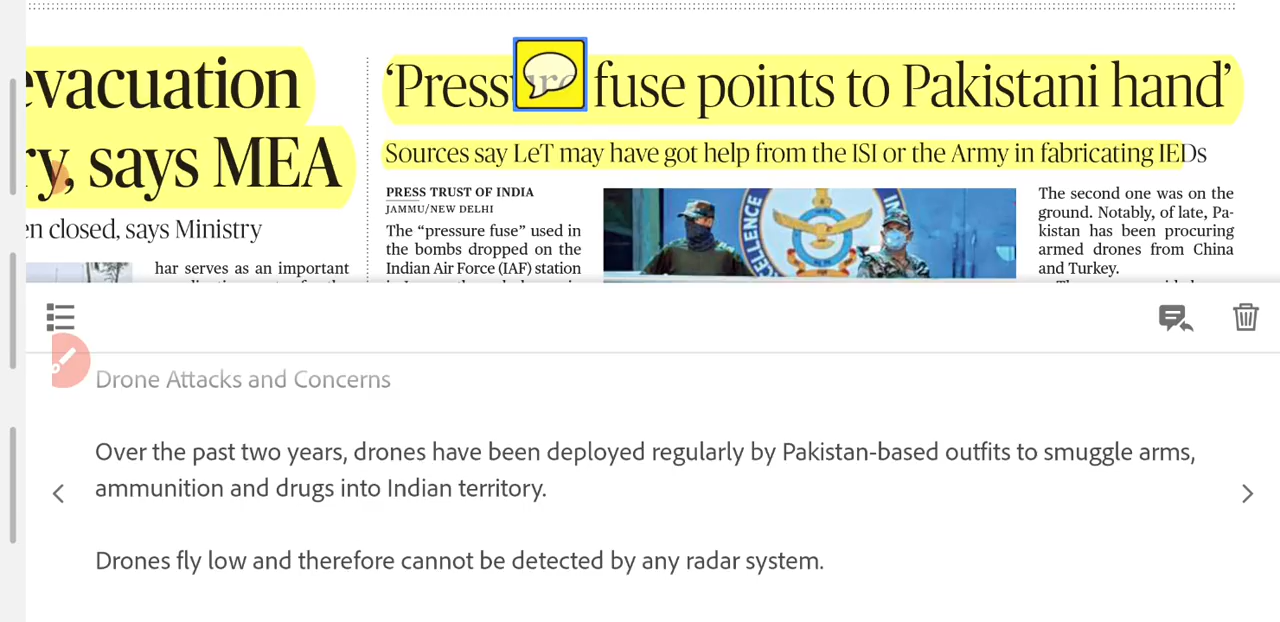 evacuation
ry, says MEA
en closed, says Ministry
har serves as an important
‘Press fuse points to Pakistani hand’
Sources say LeT may have got help from the ISI or the Army in fabricating IEDs
PRESS TRUST OF INDIA
JAMMU/NEW DELHI
The “pressure fuse” used in
the bombs dropped on the
Indian Air Force (IAF) station
The second one was on the
ground. Notably, of late, Pa-
kistan has been procuring
armed drones from China
and Turkey.
Drone Attacks and Concerns
Over the past two years, drones have been deployed regularly by Pakistan-based outfits to smuggle arms,
ammunition and drugs into Indian territory.
Drones fly low and therefore cannot be detected by any radar system.